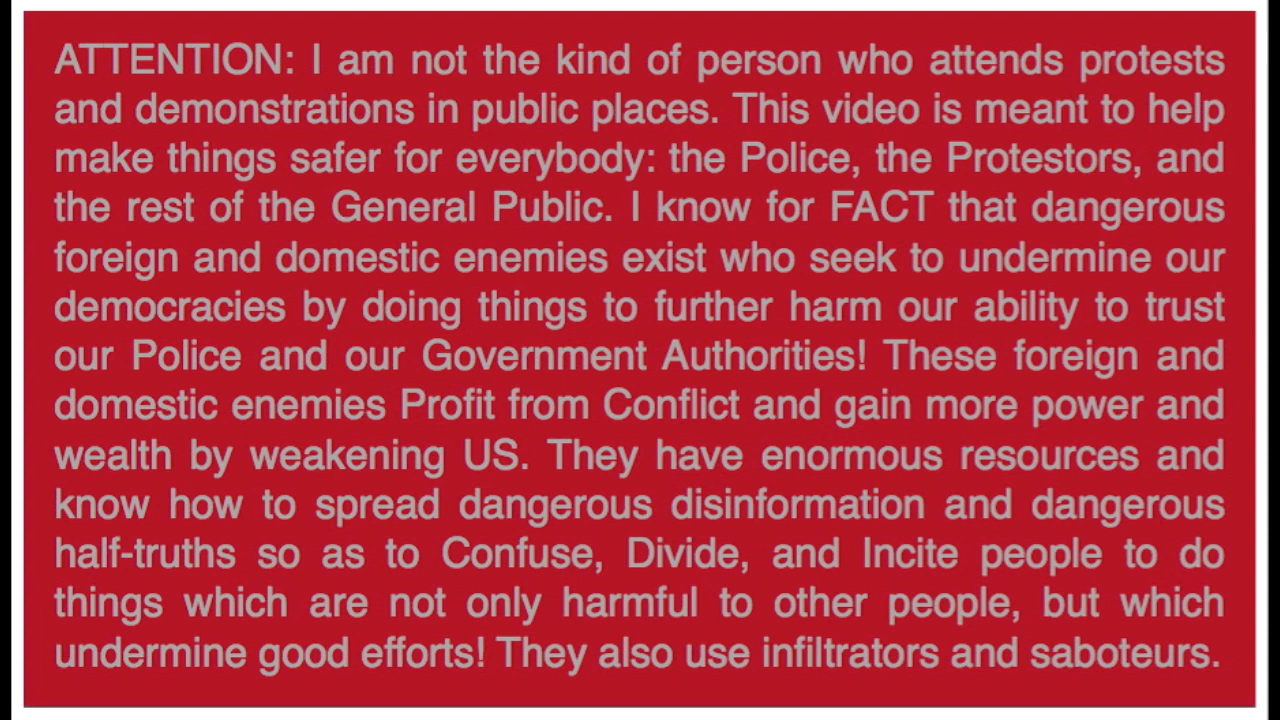 ATTENTION: I am not the kind of person who attends protests
and demonstrations in public places. This video is meant to help
make things safer for everybody: the Police, the Protestors, and
the rest of the General Public. I know for FACT that dangerous
foreign and domestic enemies exist who seek to undermine our
democracies by doing things to further harm our ability to trust
our Police and our Government Authorities! These foreign and
domestic enemies Profit from Conflict and gain more power and
wealth by weakening US. They have enormous resources and
know how to spread dangerous disinformation and dangerous
half-truths so as to Confuse, Divide, and Incite people to do
things which are not only harmful to other people, but which
undermine good efforts! They also use infiltrators and saboteurs.